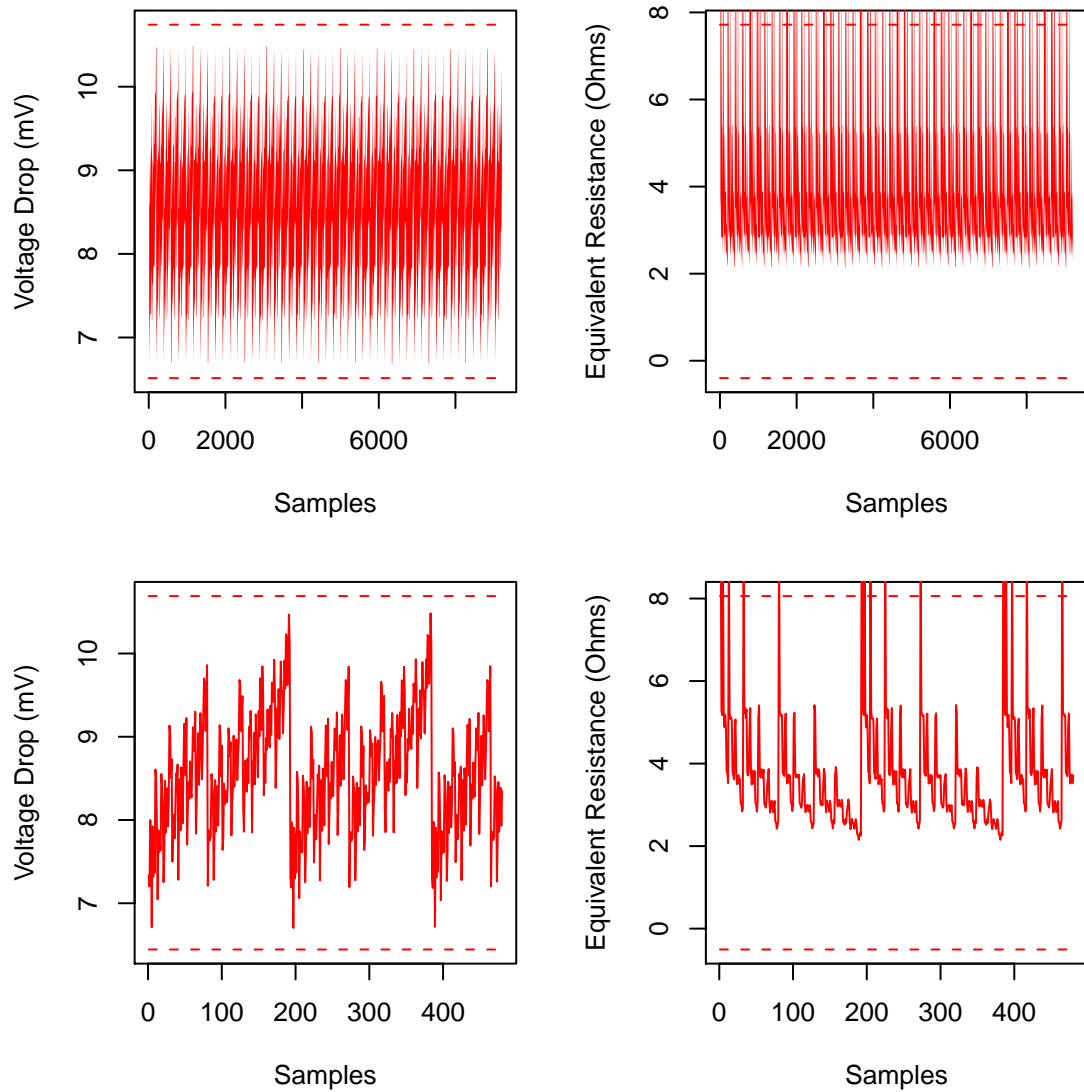 Voltage Drop (mV)
7 8 9 10
0 2000 6000
Samples
Equivalent Resistance (Ohms)
0 2 4 6 8
0 2000 6000
Samples
Voltage Drop (mV)
7 8 9 10
0 100 200 300 400
Samples
Equivalent Resistance (Ohms)
0 2 4 6 8
0 100 200 300 400
Samples